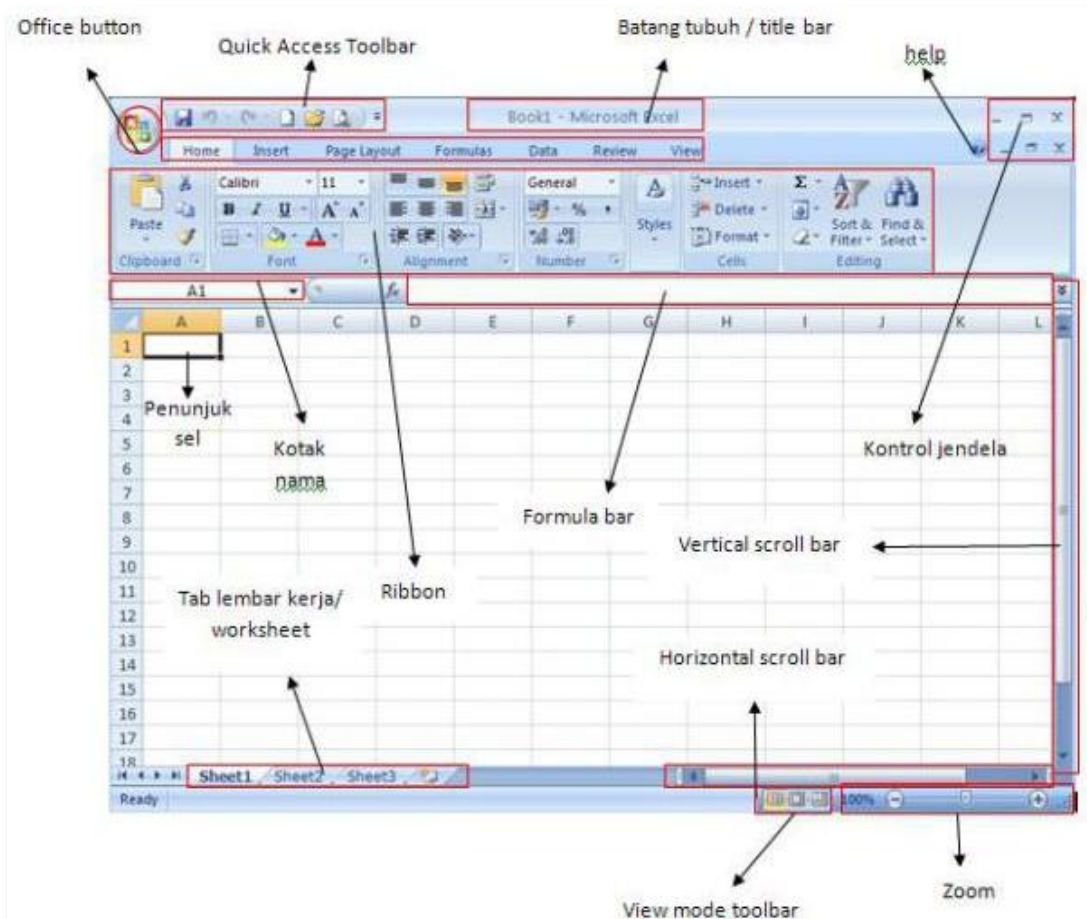 Office button
Quick Access Toolbar
Batang tubuh / title bar
help
Book1 - Microsoft Excel
Home Insert Page Layout Formulas Data Review View
Calibri 11 General Insert Σ
B I U A A % , Delete
Paste Styles Format Sort & Filter Find & Select
Clipboard Font Alignment Number Cells Editing
A1 fx
A B C D E F G H I J K L
1
2
3
4
5
6
7
8
9
10
11
12
13
14
15
16
17
18
Penunjuk
sel
Kotak
nama
Kontrol jendela
Formula bar
Vertical scroll bar
Ribbon
Tab lembar kerja/
worksheet
Horizontal scroll bar
Sheet1 Sheet2 Sheet3
Ready 100%
Zoom
View mode toolbar